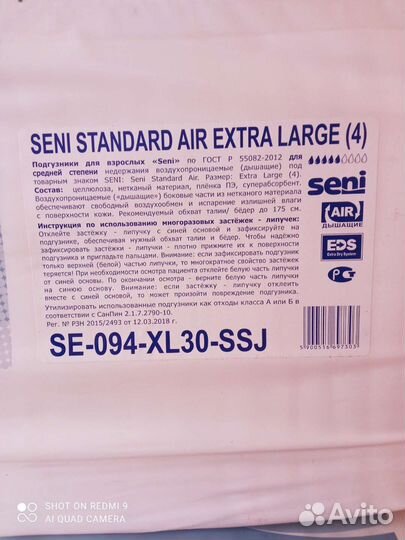 SENI STANDARD AIR EXTRA LARGE (4)
Подгузники для взрослых «Seni» по ГОСТ Р 55082-2012 для
средней степени недержания воздухопроницаемые (дышащие) под
товарным знаком SENI: Seni Standard Air. Размер: Extra Large (4).
Состав: целлюлоза, нетканый материал, плёнка ПЭ, суперабсорбент.
Воздухопроницаемые («дышащие») боковые части из нетканого материала
обеспечивают свободный воздухообмен и испарение излишней влаги
с поверхности кожи. Рекомендуемый обхват талии/ бёдер до 175 см.
Инструкция по использованию многоразовых застёжек - липучек:
Отклейте застёжку - липучку с синей основой и зафиксируйте на
подгузнике, обеспечивая нужный обхват талии и бёдер. Чтобы надёжно
зафиксировать застёжки - липучки, плотно прижмите их к поверхности
подгузника и пригладьте пальцами. Внимание: если зафиксировать подгузник
только верхней (белой) частью липучки, то многократное свойство застёжек
теряется! При необходимости осмотра пациента отклейте белую часть липучки
от синей основы. По окончании осмотра - верните белую часть липучки
на синюю основу. Внимание: если застёжку - липучку отклеить
вместе с синей основой, то может произойти повреждение подгузника.
Утилизировать использованные подгузники как отходы класса А или Б в
соответствии с СанПин 2.1.7.2790-10.
Рег. № РЗН 2015/2493 от 12.03.2018 г.
SE-094-XL30-SSJ
seni
AIR
ДЫШАЩИЕ
EDS
Extra Dry System
5900516697303
SHOT ON REDMI 9
AI QUAD CAMERA
Avito